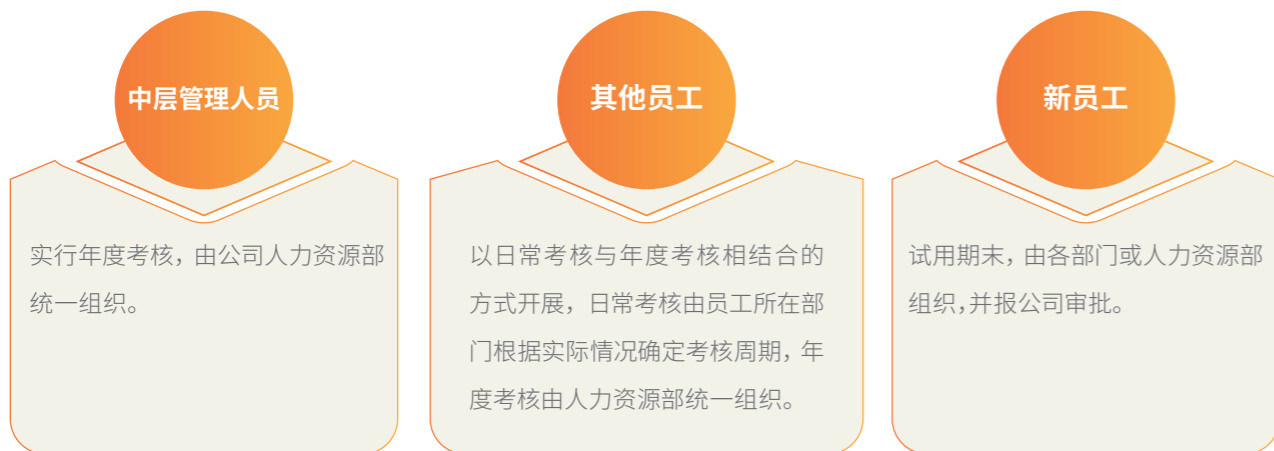 中层管理人员
实行年度考核，由公司人力资源部
统一组织。
其他员工
以日常考核与年度考核相结合的
方式开展，日常考核由员工所在部
门根据实际情况确定考核周期，年
度考核由人力资源部统一组织。
新员工
试用期末，由各部门或人力资源部
组织，并报公司审批。